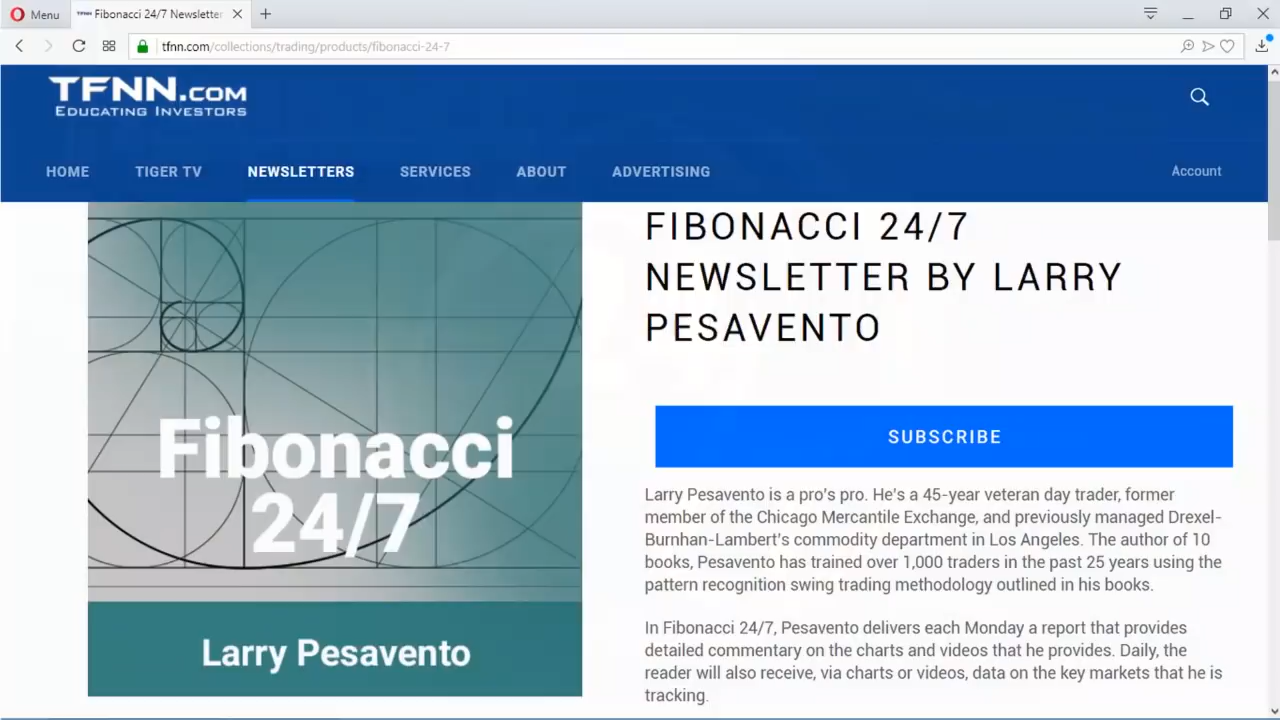 Menu
Fibonacci 24/7 Newsletter
tfnn.com/collections/trading/products/fibonacci-24-7
TFNN.COM
EDUCATING INVESTORS
HOME TIGER TV NEWSLETTERS SERVICES ABOUT ADVERTISING Account
Fibonacci
24/7
Larry Pesavento
FIBONACCI 24/7
NEWSLETTER BY LARRY
PESAVENTO
SUBSCRIBE
Larry Pesavento is a pro's pro. He's a 45-year veteran day trader, former
member of the Chicago Mercantile Exchange, and previously managed Drexel-
Burnhan-Lambert's commodity department in Los Angeles. The author of 10
books, Pesavento has trained over 1,000 traders in the past 25 years using the
pattern recognition swing trading methodology outlined in his books.
In Fibonacci 24/7, Pesavento delivers each Monday a report that provides
detailed commentary on the charts and videos that he provides. Daily, the
reader will also receive, via charts or videos, data on the key markets that he is
tracking.